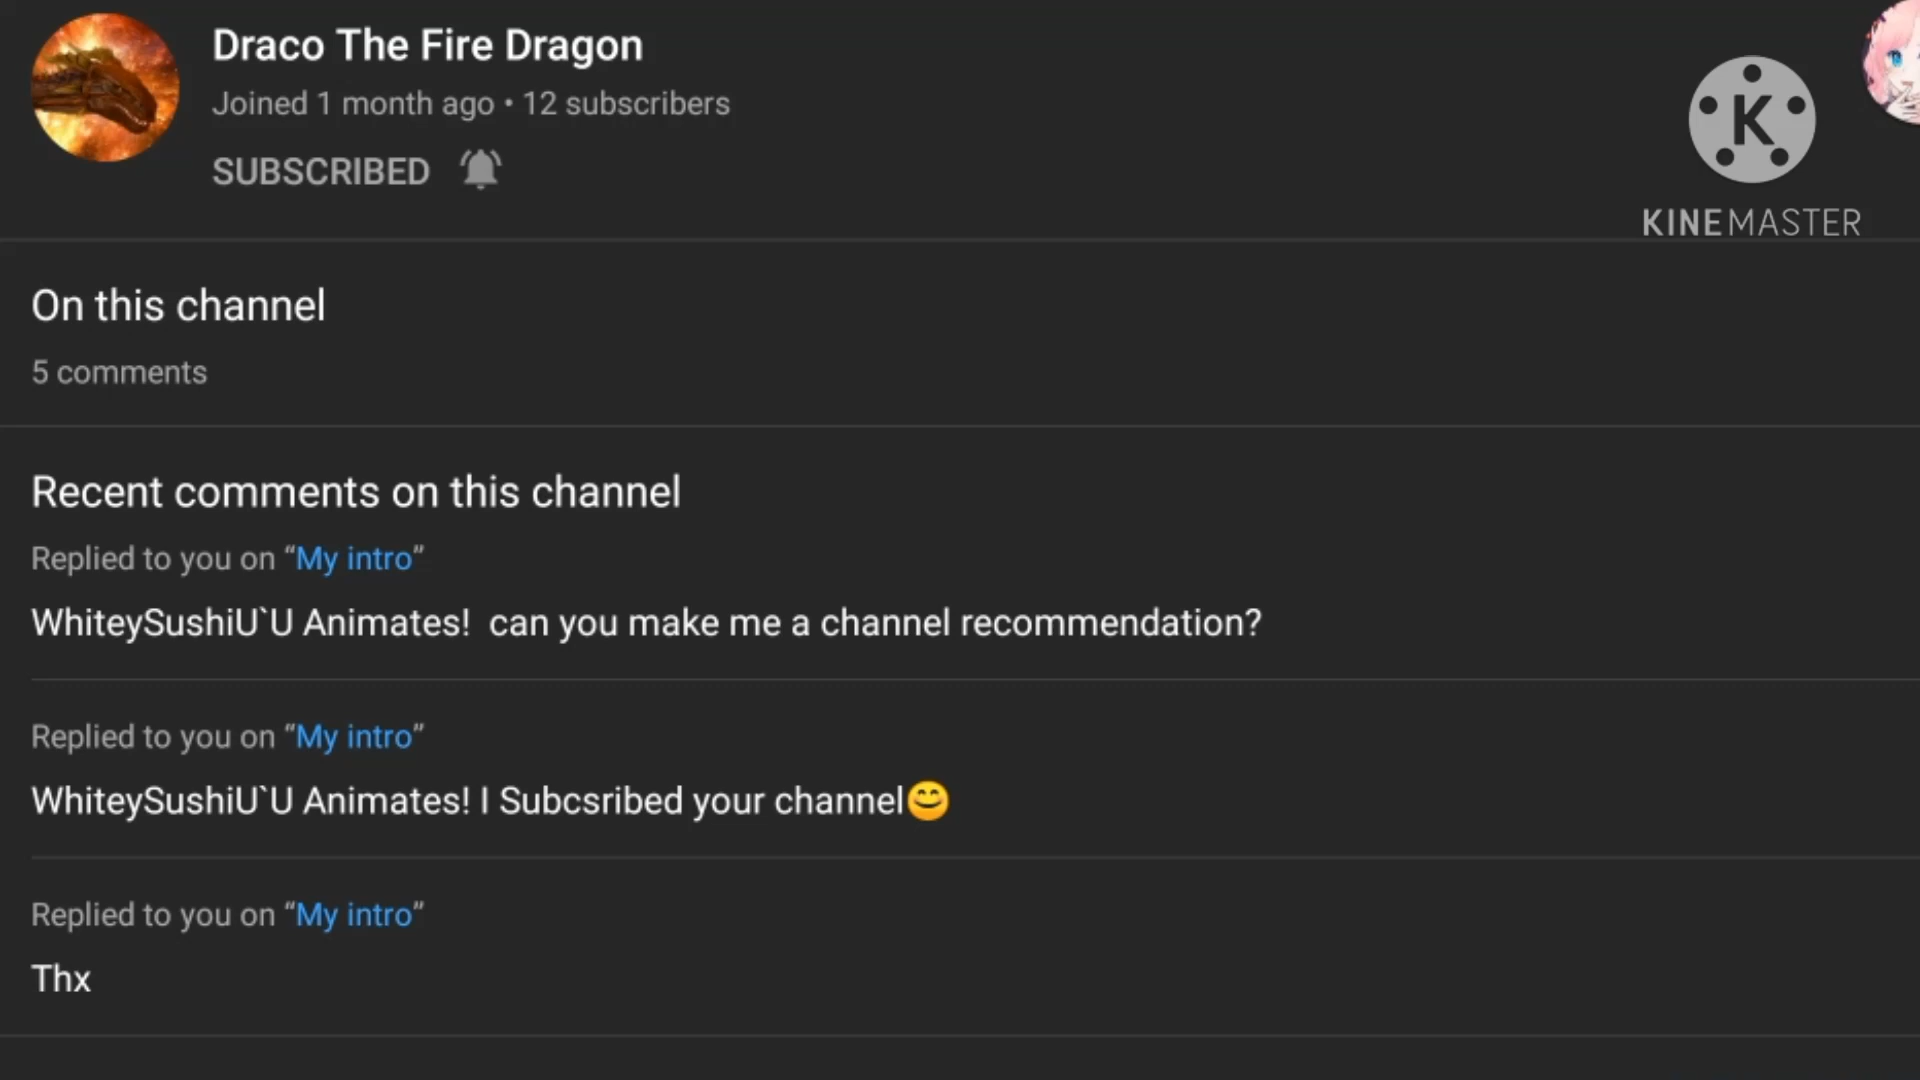 Draco The Fire Dragon
Joined 1 month ago • 12 subscribers
SUBSCRIBED
K
KINEMASTER
On this channel
5 comments
Recent comments on this channel
Replied to you on “My intro”
WhiteySushiU`U Animates!  can you make me a channel recommendation?
Replied to you on “My intro”
WhiteySushiU`U Animates! I Subcsribed your channel😊
Replied to you on “My intro”
Thx